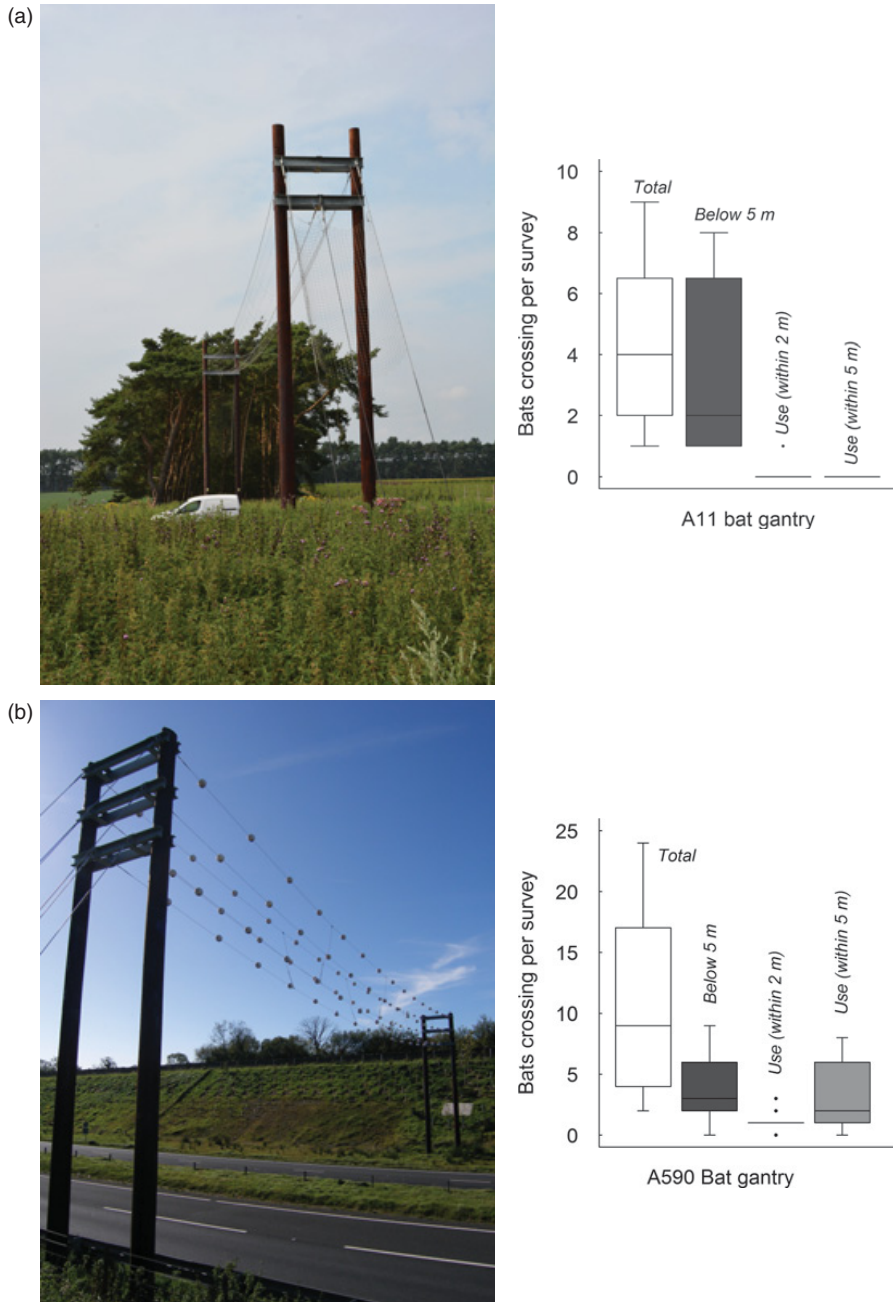 (a)
10
8
6
4
2
0
Bats crossing per survey
Total
Below 5 m
Use (within 2 m)
Use (within 5 m)
A11 bat gantry
(b)
25
20
15
10
5
0
Bats crossing per survey
Total
Below 5 m
Use (within 2 m)
Use (within 5 m)
A590 Bat gantry